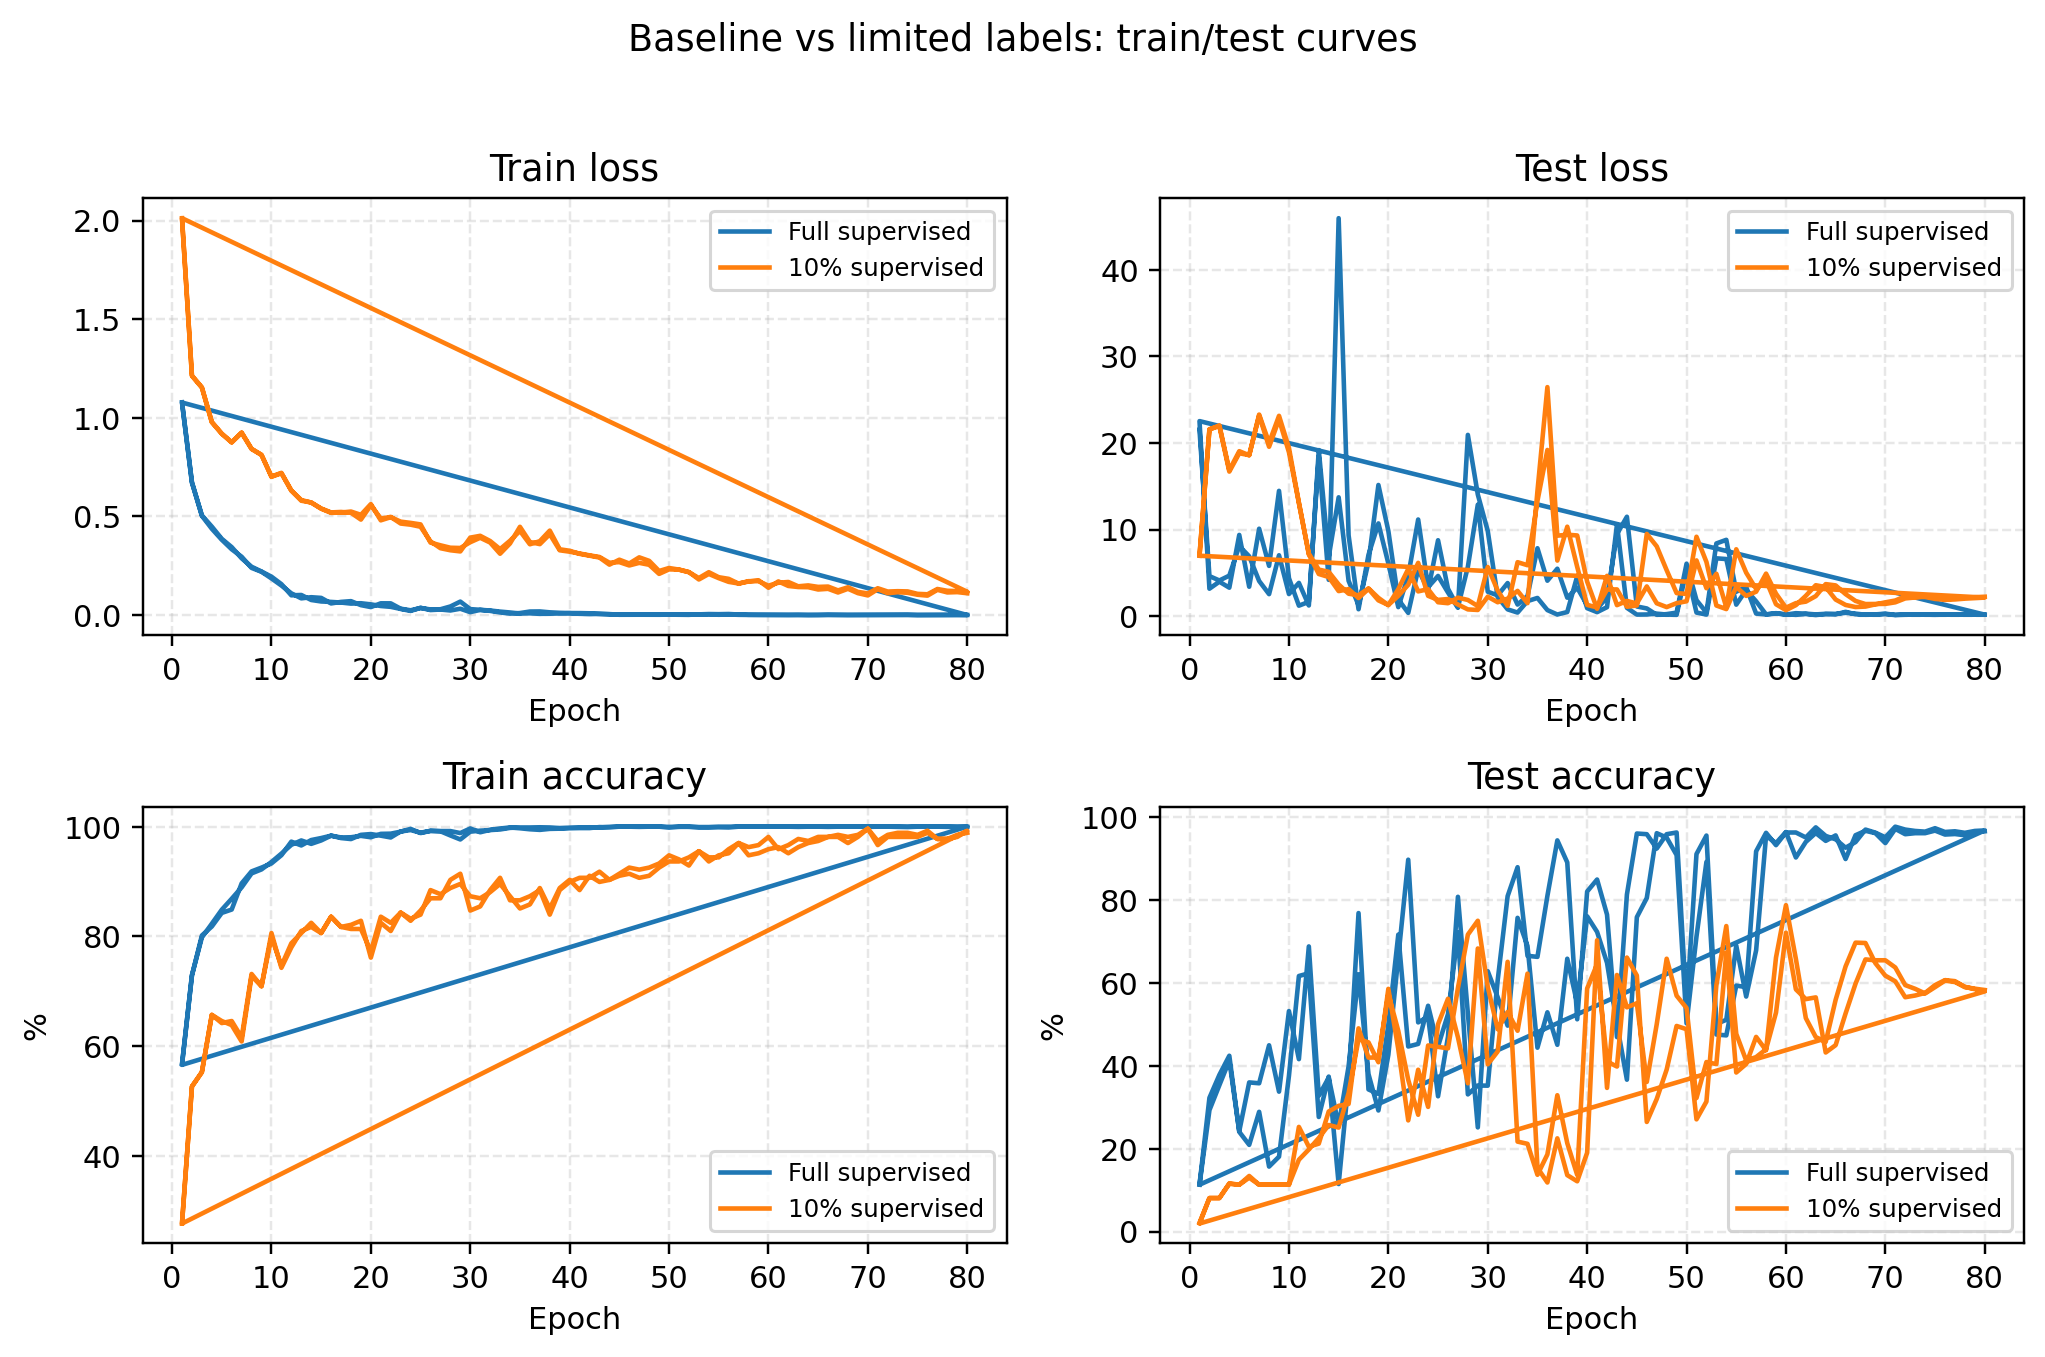 Baseline vs limited labels: train/test curves
Train loss
2.0
1.5
1.0
0.5
0.0
0 10 20 30 40 50 60 70 80
Epoch
Full supervised
10% supervised
Test loss
40
30
20
10
0
0 10 20 30 40 50 60 70 80
Epoch
Full supervised
10% supervised
Train accuracy
%
100
80
60
40
0 10 20 30 40 50 60 70 80
Epoch
Full supervised
10% supervised
Test accuracy
%
100
80
60
40
20
0
0 10 20 30 40 50 60 70 80
Epoch
Full supervised
10% supervised